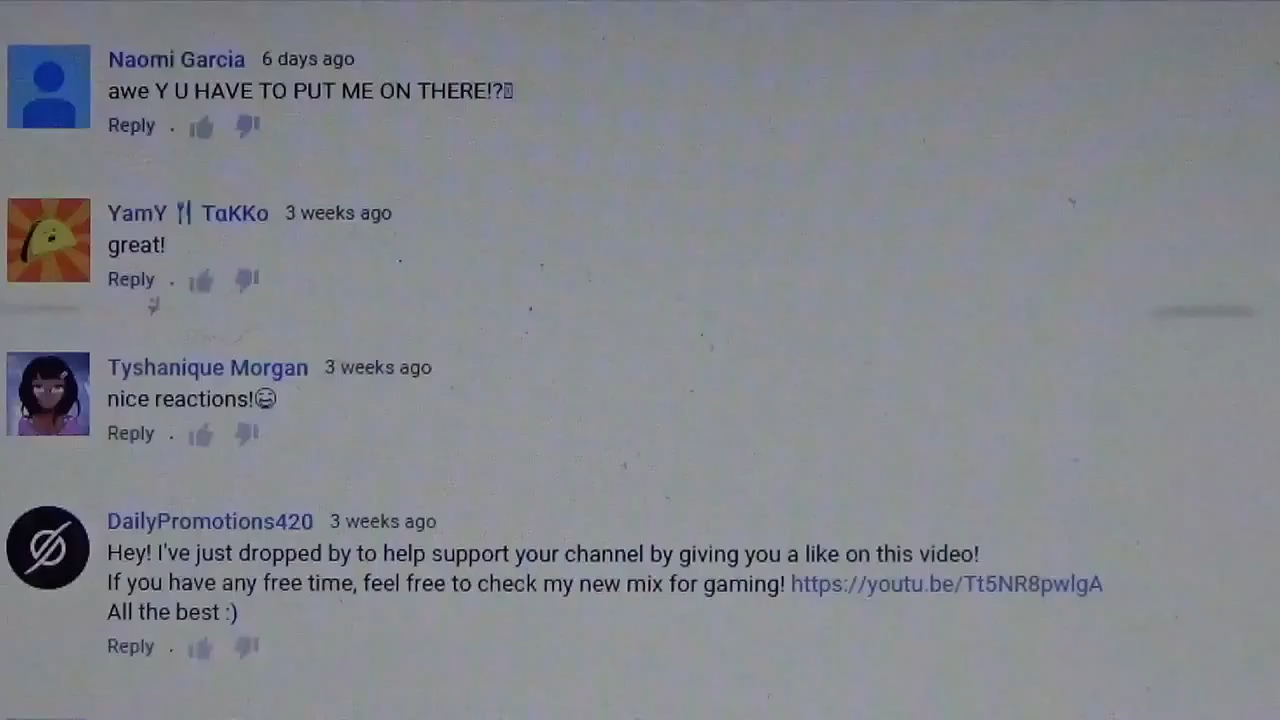 Naomi Garcia 6 days ago
awe Y U HAVE TO PUT ME ON THERE!?
Reply .
YamY 🍴 TαKKo 3 weeks ago
great!
Reply .
Tyshanique Morgan 3 weeks ago
nice reactions!😄
Reply .
DailyPromotions420 3 weeks ago
Hey! I've just dropped by to help support your channel by giving you a like on this video!
If you have any free time, feel free to check my new mix for gaming! https://youtu.be/Tt5NR8pwlgA
All the best :)
Reply .